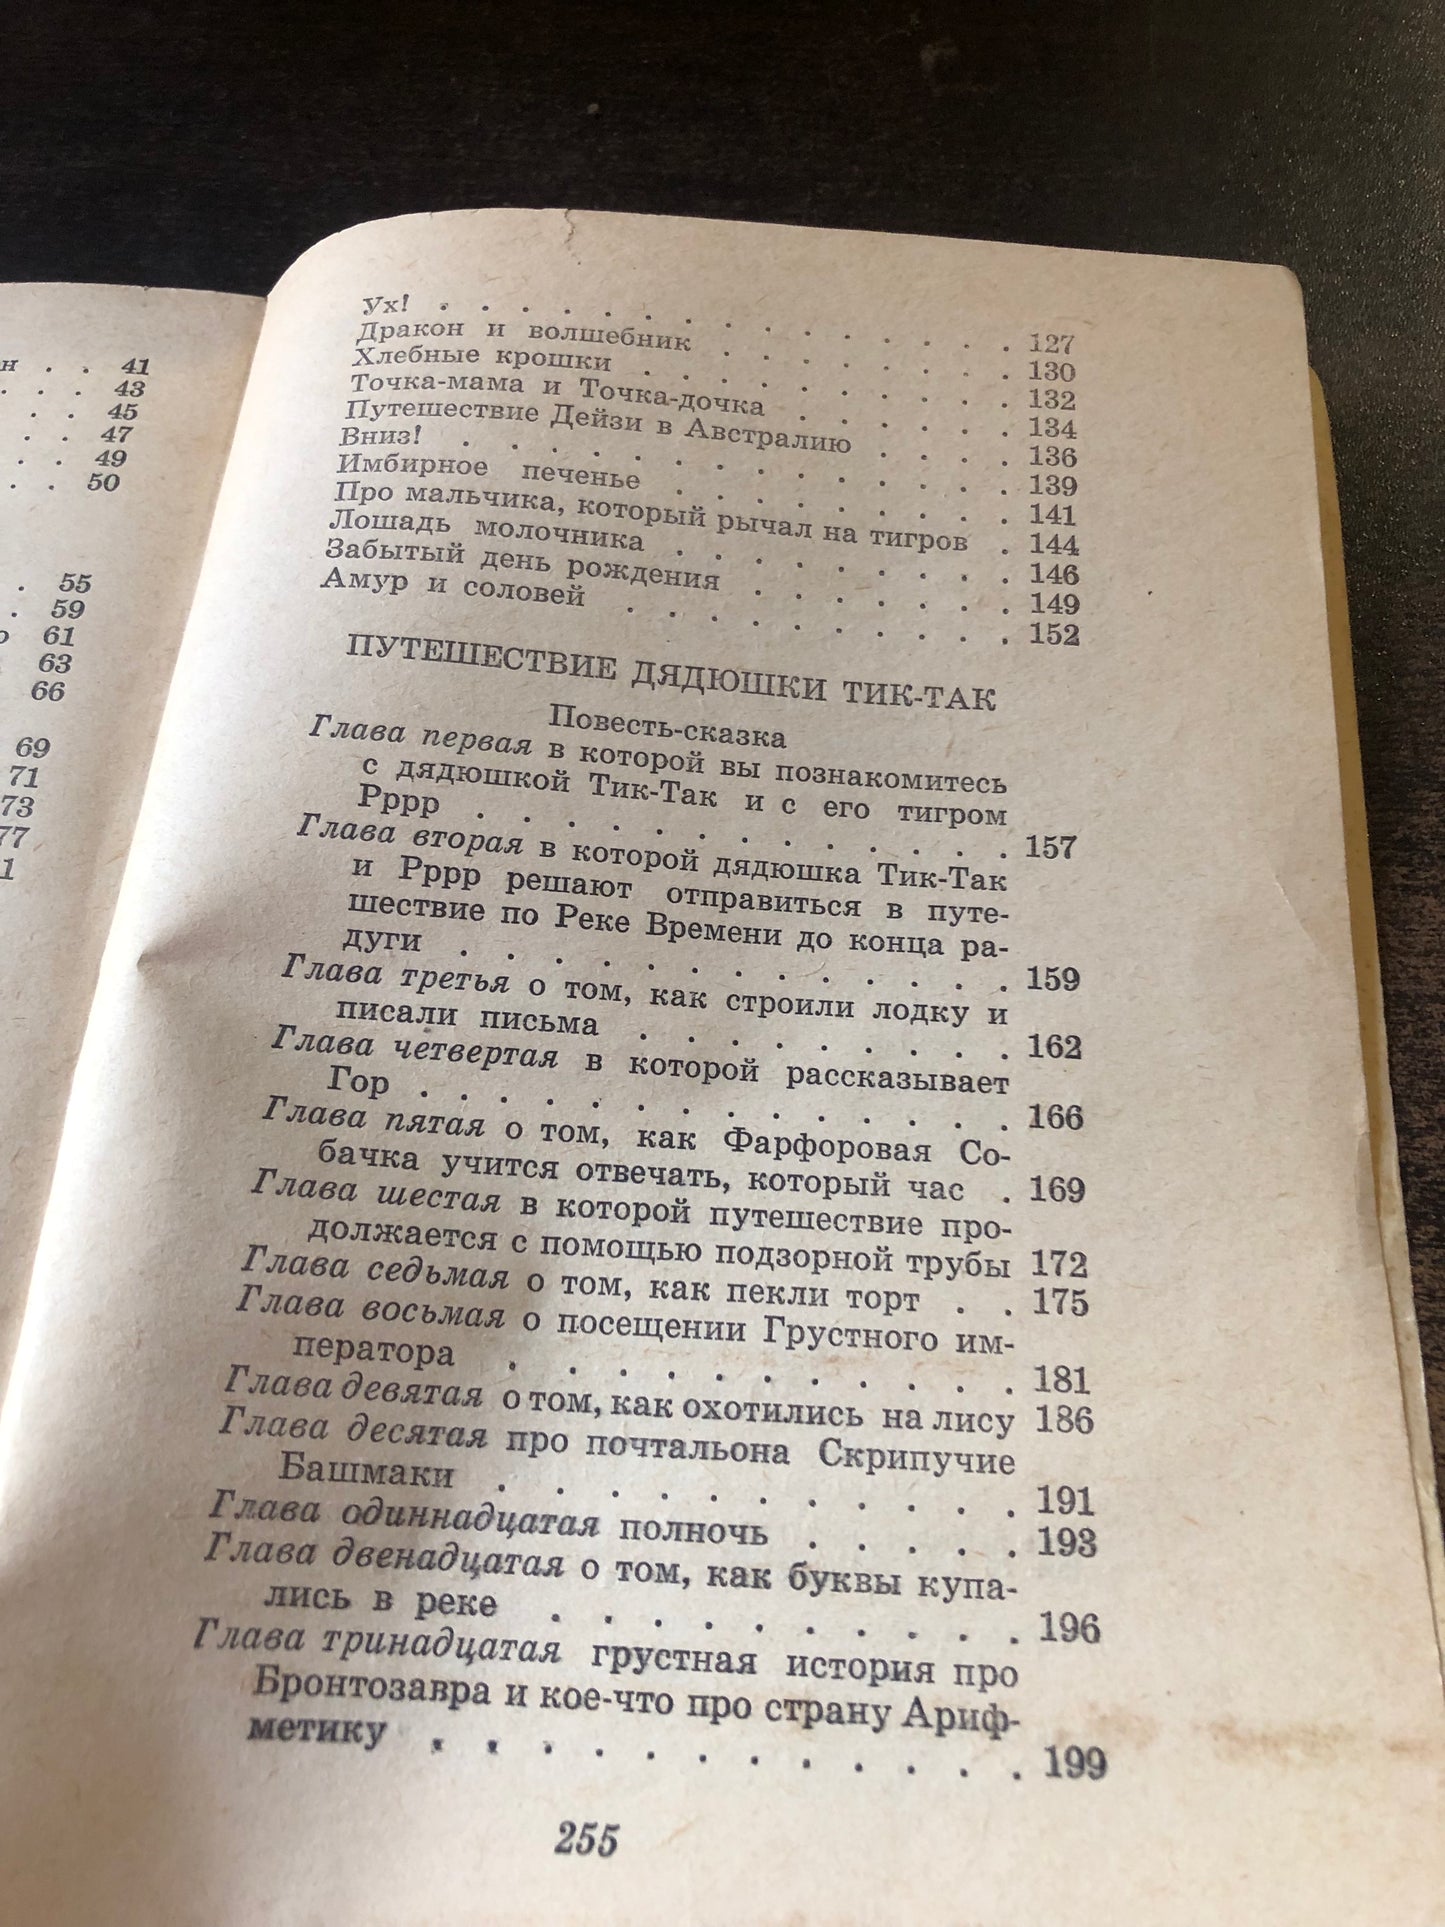 н . . 41
. . . 43
. . . 45
. . 47
. . 49
. . 50
. 55
. 59
о 61
63
66
69
71
73
77
1
Ух! . . . . . . . . . . . . 127
Дракон и волшебник . . . . . . . 130
Хлебные крошки . . . . . . . . 132
Точка-мама и Точка-дочка . . . . . 134
Путешествие Дейзи в Австралию . . . . 136
Вниз! . . . . . . . . . . . 139
Имбирное печенье . . . . . . . . 141
Про мальчика, который рычал на тигров . 144
Лошадь молочника . . . . . . . . 146
Забытый день рождения . . . . . . . 149
Амур и соловей . . . . . . . . . 152
ПУТЕШЕСТВИЕ ДЯДЮШКИ ТИК-ТАК
Повесть-сказка
Глава первая в которой вы познакомитесь
с дядюшкой Тик-Так и с его тигром
Рррр . . . . . . . . . . . . 157
Глава вторая в которой дядюшка Тик-Так
и Рррр решают отправиться в путе-
шествие по Реке Времени до конца ра-
дуги . . . . . . . . . . . . 159
Глава третья о том, как строили лодку и
писали письма . . . . . . . . . 162
Глава четвертая в которой рассказывает
Гор . . . . . . . . . . . . . 166
Глава пятая о том, как Фарфоровая Со-
бачка учится отвечать, который час . 169
Глава шестая в которой путешествие про-
должается с помощью подзорной трубы 172
Глава седьмая о том, как пекли торт . . 175
Глава восьмая о посещении Грустного им-
ператора . . . . . . . . . . . 181
Глава девятая о том, как охотились на лису 186
Глава десятая про почтальона Скрипучие
Башмаки . . . . . . . . . . . 191
Глава одиннадцатая полночь . . . . . 193
Глава двенадцатая о том, как буквы купа-
лись в реке . . . . . . . . . . 196
Глава тринадцатая грустная история про
Бронтозавра и кое-что про страну Ариф-
метику . . . . . . . . . . . . 199
255